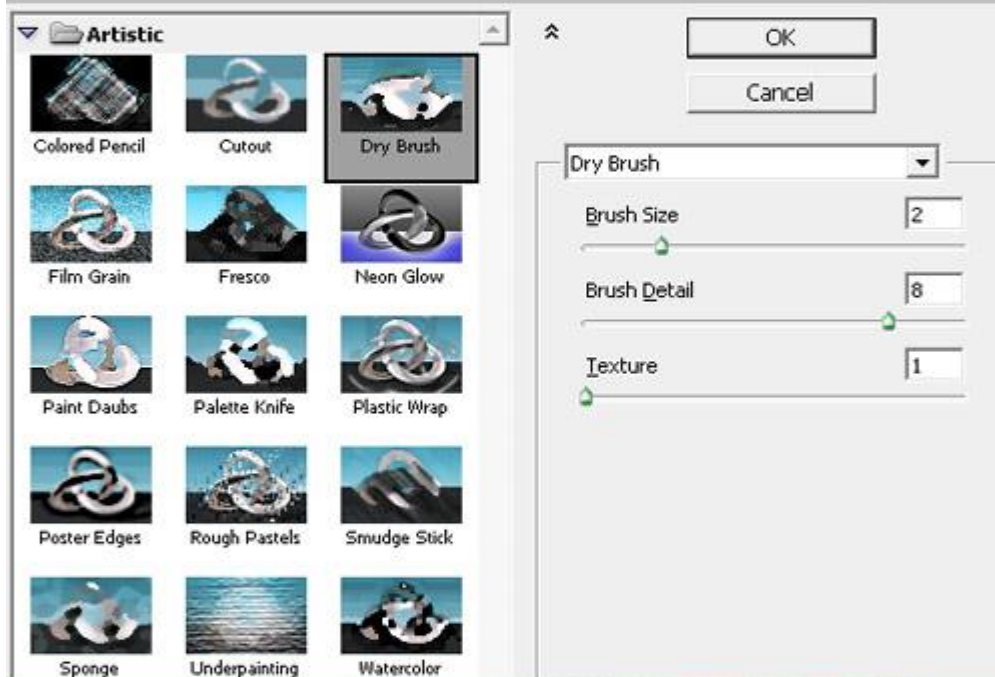 Artistic
Colored Pencil
Cutout
Dry Brush
Film Grain
Fresco
Neon Glow
Paint Daubs
Palette Knife
Plastic Wrap
Poster Edges
Rough Pastels
Smudge Stick
Sponge
Underpainting
Watercolor
OK
Cancel
Dry Brush
Brush Size 2
Brush Detail 8
Texture 1